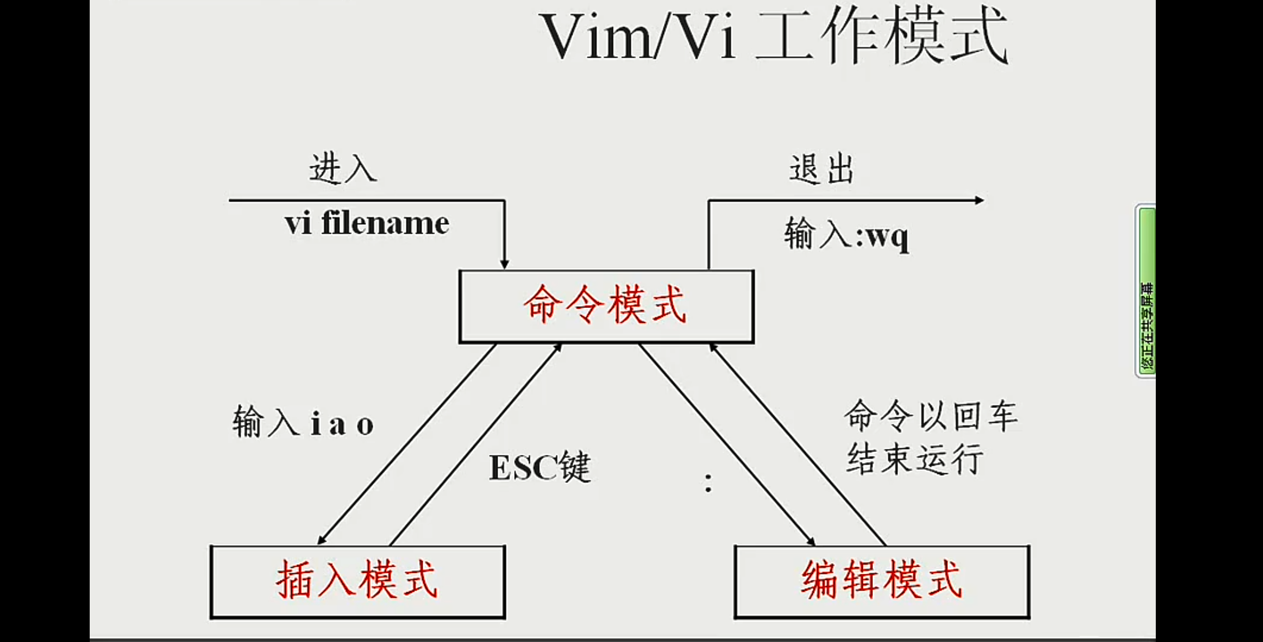 Vim/Vi 工作模式
进入
vi filename
退出
输入:wq
命令模式
输入 i a o
ESC键
:
命令以回车
结束运行
插入模式
编辑模式
您正在共享屏幕